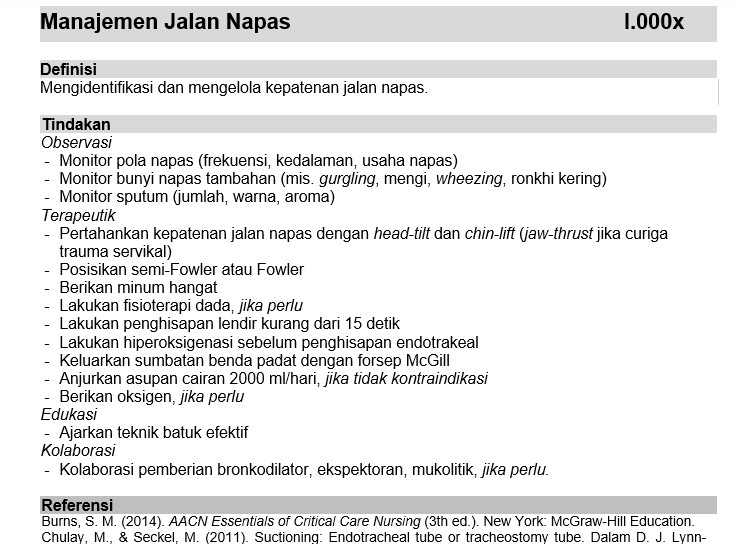 Manajemen Jalan Napas I.000x
Definisi
Mengidentifikasi dan mengelola kepatenan jalan napas.
Tindakan
Observasi
- Monitor pola napas (frekuensi, kedalaman, usaha napas)
- Monitor bunyi napas tambahan (mis. gurgling, mengi, wheezing, ronkhi kering)
- Monitor sputum (jumlah, warna, aroma)
Terapeutik
- Pertahankan kepatenan jalan napas dengan head-tilt dan chin-lift (jaw-thrust jika curiga
trauma servikal)
- Posisikan semi-Fowler atau Fowler
- Berikan minum hangat
- Lakukan fisioterapi dada, jika perlu
- Lakukan penghisapan lendir kurang dari 15 detik
- Lakukan hiperoksigenasi sebelum penghisapan endotrakeal
- Keluarkan sumbatan benda padat dengan forsep McGill
- Anjurkan asupan cairan 2000 ml/hari, jika tidak kontraindikasi
- Berikan oksigen, jika perlu
Edukasi
- Ajarkan teknik batuk efektif
Kolaborasi
- Kolaborasi pemberian bronkodilator, ekspektoran, mukolitik, jika perlu.
Referensi
Burns, S. M. (2014). AACN Essentials of Critical Care Nursing (3th ed.). New York: McGraw-Hill Education.
Chulay, M., & Seckel, M. (2011). Suctioning: Endotracheal tube or tracheostomy tube. Dalam D. J. Lynn-